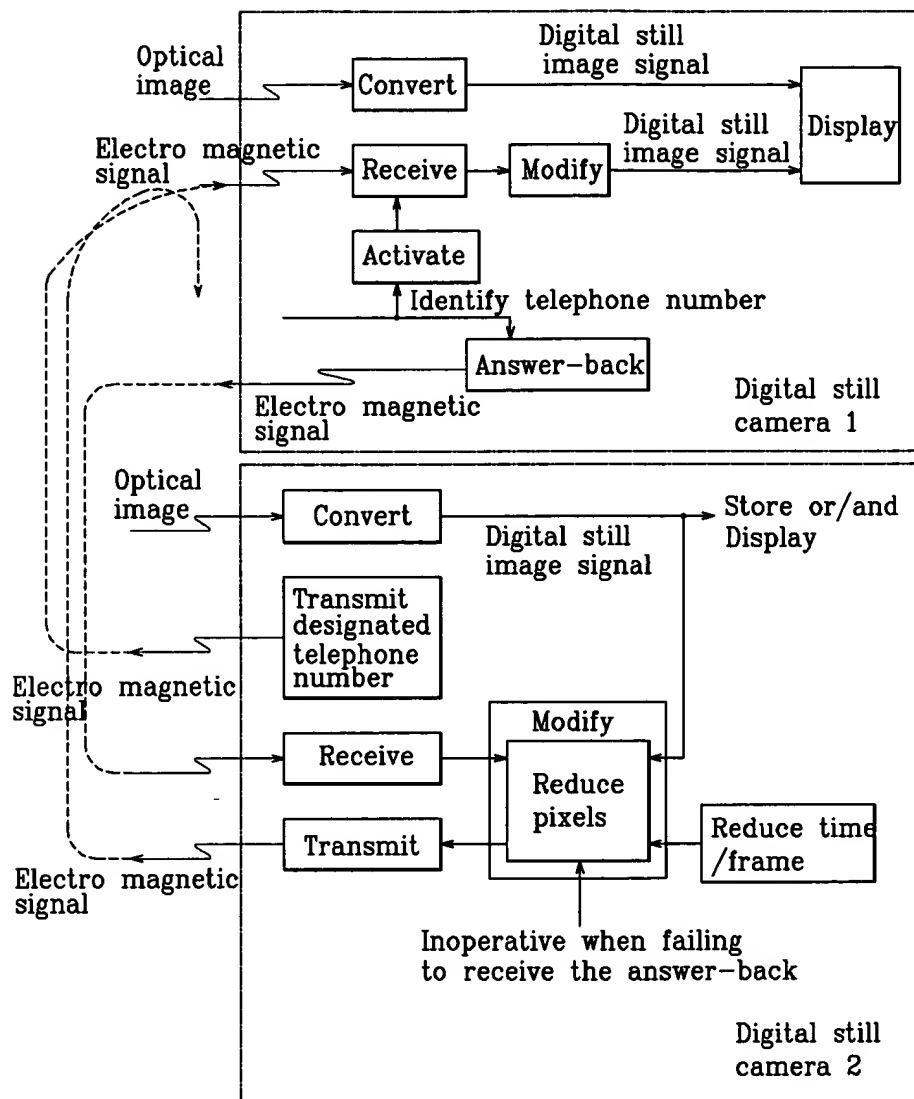 Optical
image
Convert
Digital still
image signal
Display
Electro magnetic
signal
Receive
Modify
Digital still
image signal
Activate
Identify telephone number
Answer-back
Electro magnetic
signal
Digital still
camera 1
Optical
image
Convert
Digital still
image signal
Store or/and
Display
Transmit
designated
telephone
number
Electro magnetic
signal
Receive
Modify
Reduce
pixels
Transmit
Reduce time
/frame
Electro magnetic
signal
Inoperative when failing
to receive the answer-back
Digital still
camera 2